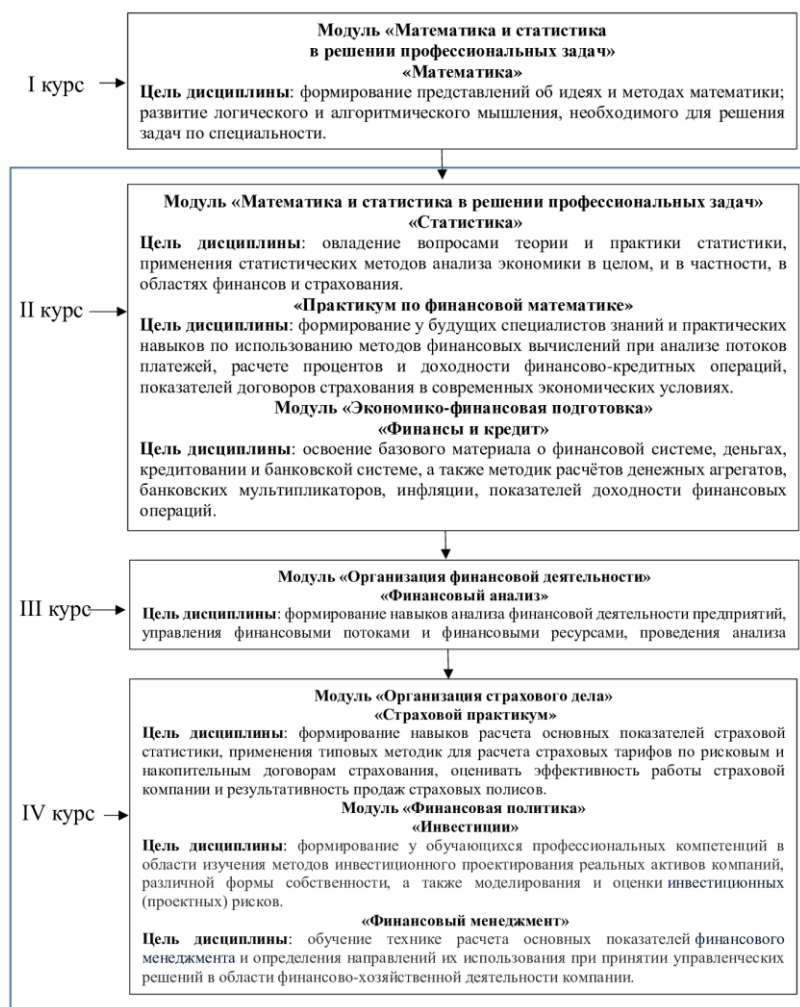 Модуль «Математика и статистика
в решении профессиональных задач»
«Математика»
I курс
Цель дисциплины: формирование представлений об идеях и методах математики;
развитие логического и алгоритмического мышления, необходимого для решения
задач по специальности.
Модуль «Математика и статистика в решении профессиональных задач»
«Статистика»
Цель дисциплины: овладение вопросами теории и практики статистики,
применения статистических методов анализа экономики в целом, и в частности, в
областях финансов и страхования.
«Практикум по финансовой математике»
II курс
Цель дисциплины: формирование у будущих специалистов знаний и практических
навыков по использованию методов финансовых вычислений при анализе потоков
платежей, расчете процентов и доходности финансово-кредитных операций,
показателей договоров страхования в современных экономических условиях.
Модуль «Экономико-финансовая подготовка»
«Финансы и кредит»
Цель дисциплины: освоение базового материала о финансовой системе, деньгах,
кредитовании и банковской системе, а также методик расчётов денежных агрегатов,
банковских мультипликаторов, инфляции, показателей доходности финансовых
операций.
Модуль «Организация финансовой деятельности»
«Финансовый анализ»
III курс
Цель дисциплины: формирование навыков анализа финансовой деятельности предприятий,
управления финансовыми потоками и финансовыми ресурсами, проведения анализа
Модуль «Организация страхового дела»
«Страховой практикум»
Цель дисциплины: формирование навыков расчета основных показателей страховой
статистики, применения типовых методик для расчета страховых тарифов по рисковым и
накопительным договорам страхования, оценивать эффективность работы страховой
компании и результативность продаж страховых полисов.
IV курс
Модуль «Финансовая политика»
«Инвестиции»
Цель дисциплины: формирование у обучающихся профессиональных компетенций в
области изучения методов инвестиционного проектирования реальных активов компаний,
различной формы собственности, а также моделирования и оценки инвестиционных
(проектных) рисков.
«Финансовый менеджмент»
Цель дисциплины: обучение технике расчета основных показателей финансового
менеджмента и определения направлений их использования при принятии управленческих
решений в области финансово-хозяйственной деятельности компании.